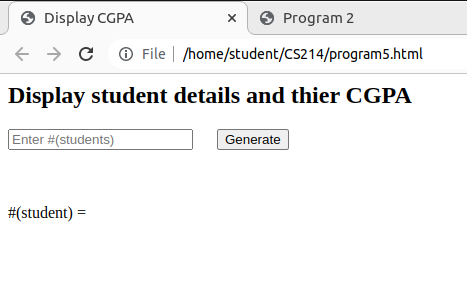 Display CGPA
Program 2
File /home/student/CS214/program5.html
Display student details and thier CGPA
Enter #(students) Generate
#(student) =